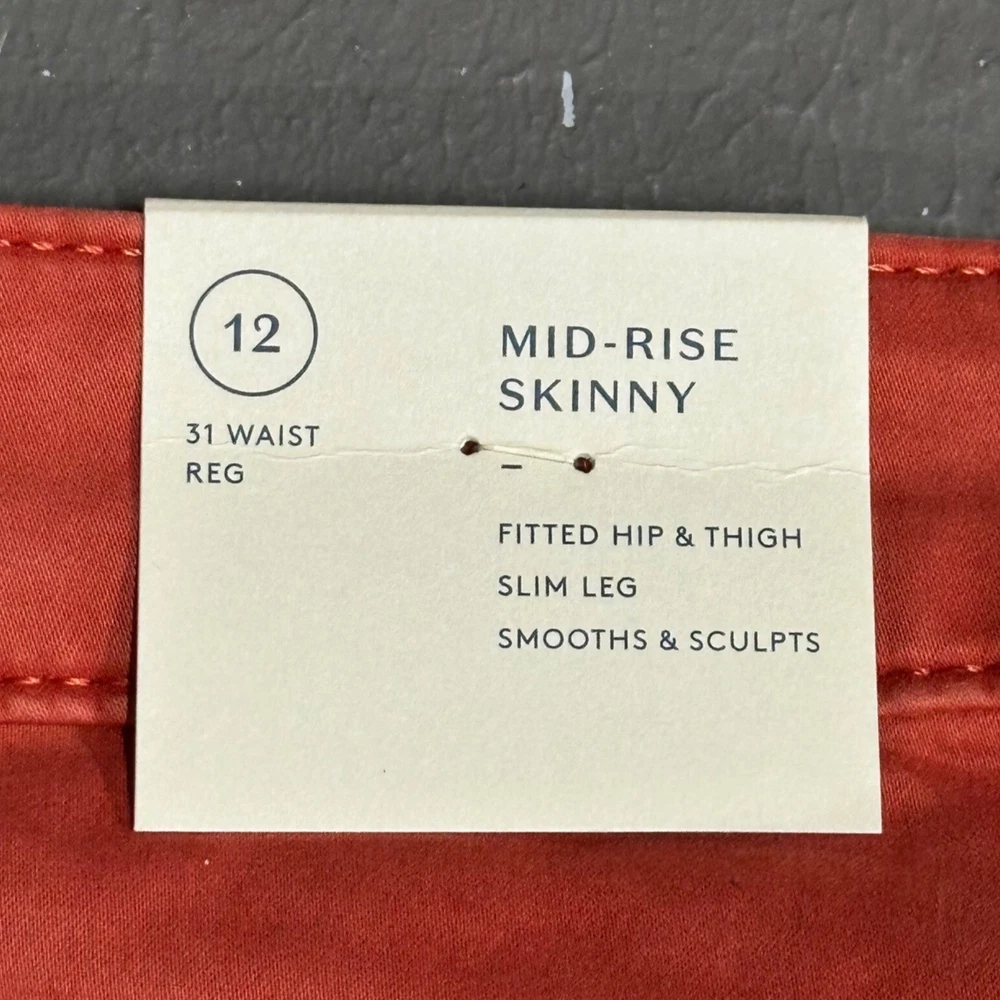 12
31 WAIST
REG
MID-RISE
SKINNY
–
FITTED HIP & THIGH
SLIM LEG
SMOOTHS & SCULPTS